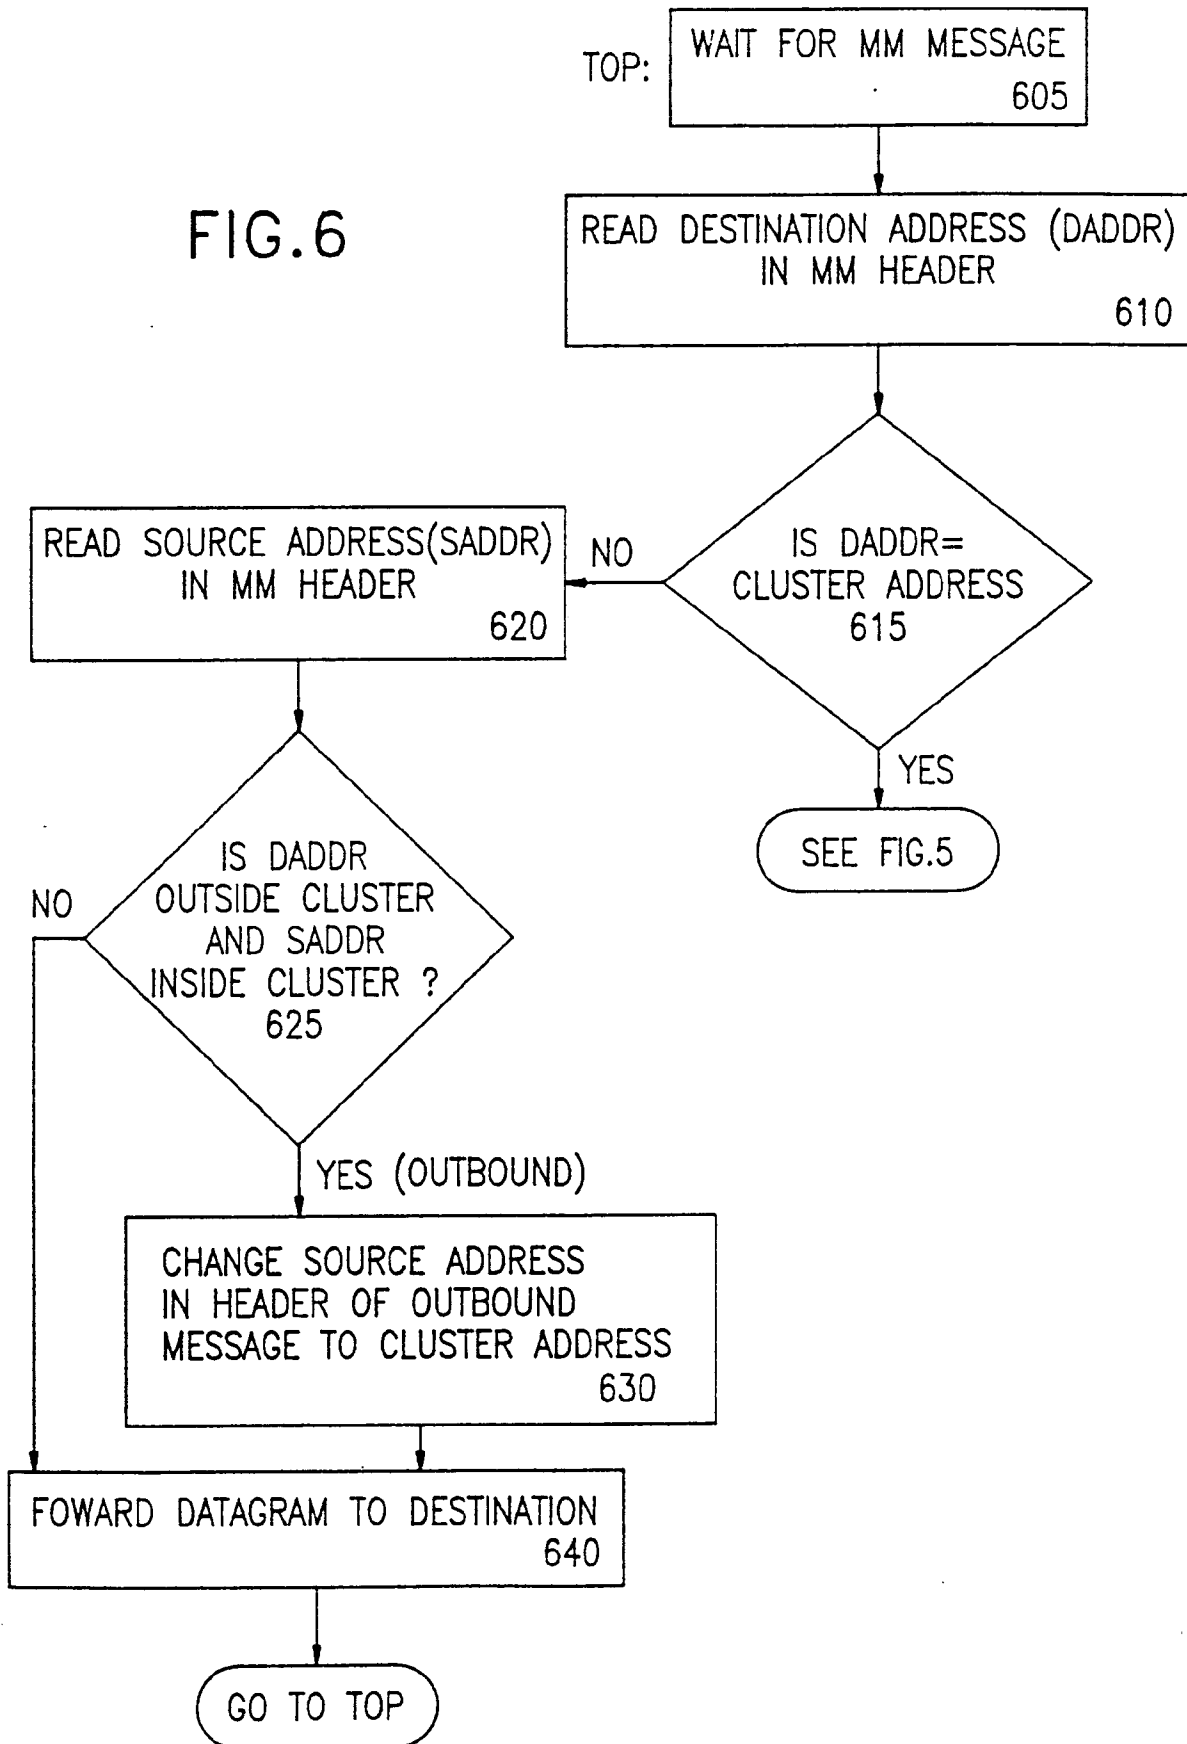 TOP:
WAIT FOR MM MESSAGE
605
FIG.6
READ DESTINATION ADDRESS (DADDR)
IN MM HEADER
610
IS DADDR=
CLUSTER ADDRESS
615
NO
READ SOURCE ADDRESS(SADDR)
IN MM HEADER
620
YES
SEE FIG.5
IS DADDR
OUTSIDE CLUSTER
AND SADDR
INSIDE CLUSTER ?
625
NO
YES (OUTBOUND)
CHANGE SOURCE ADDRESS
IN HEADER OF OUTBOUND
MESSAGE TO CLUSTER ADDRESS
630
FOWARD DATAGRAM TO DESTINATION
640
GO TO TOP